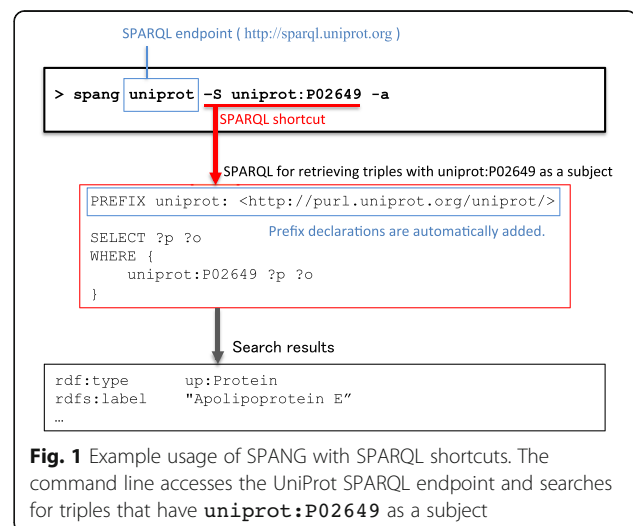 SPARQL endpoint ( http://sparql.uniprot.org )
> spang uniprot –S uniprot:P02649 -a
SPARQL shortcut
SPARQL for retrieving triples with uniprot:P02649 as a subject
PREFIX uniprot: <http://purl.uniprot.org/uniprot/>
Prefix declarations are automatically added.
SELECT ?p ?o
WHERE {
uniprot:P02649 ?p ?o
}
Search results
rdf:type up:Protein
rdfs:label "Apolipoprotein E”
…
Fig. 1 Example usage of SPANG with SPARQL shortcuts. The
command line accesses the UniProt SPARQL endpoint and searches
for triples that have uniprot:P02649 as a subject